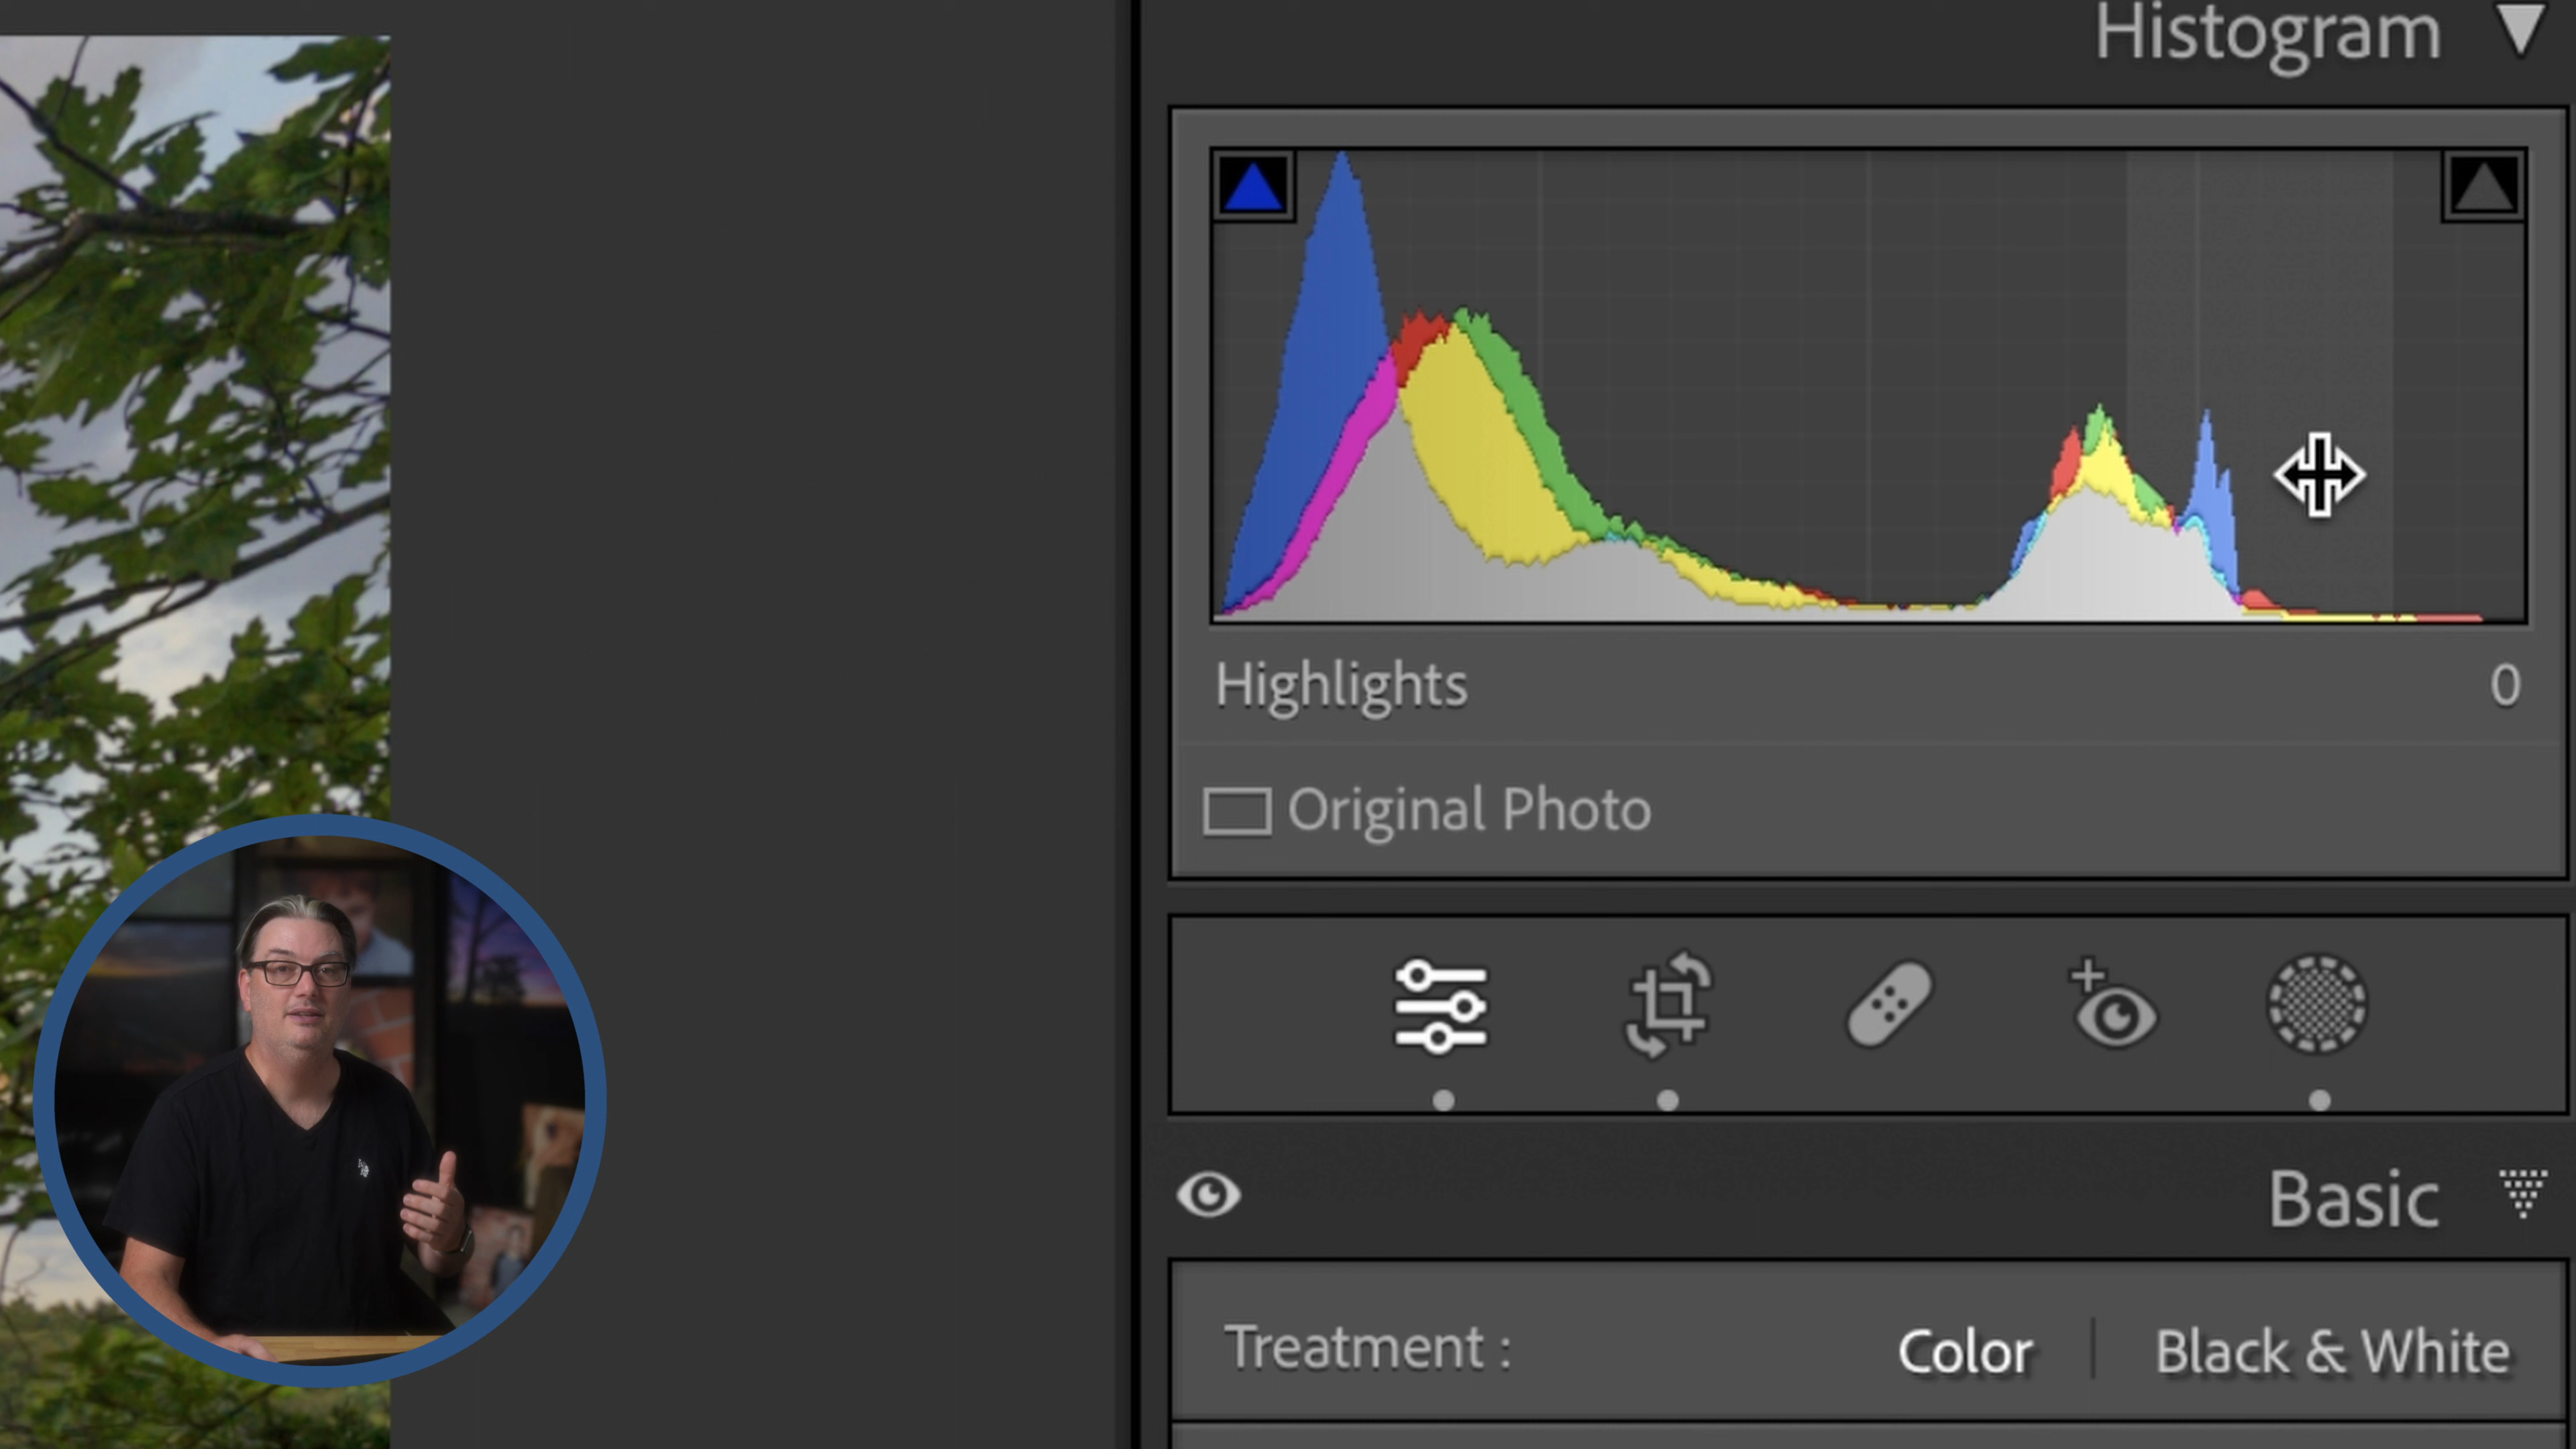 Histogram
Highlights 0
Original Photo
Basic
Treatment : Color | Black & White